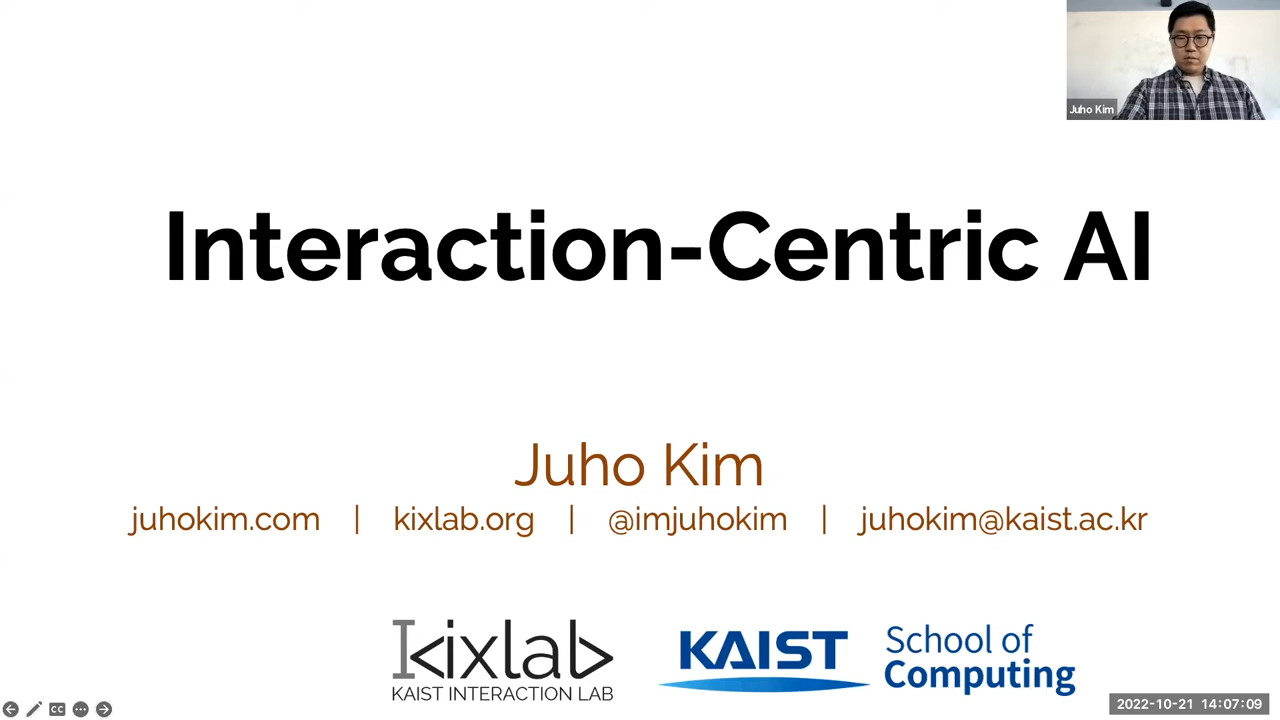 Juho Kim
Interaction-Centric AI
Juho Kim
juhokim.com | kixlab.org | @imjuhokim | juhokim@kaist.ac.kr
kixlab
KAIST INTERACTION LAB
KAIST
School of
Computing
CC
2022-10-21 14:07:09